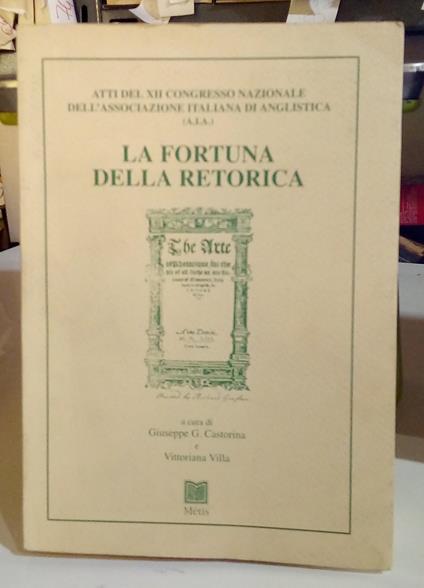 ATTI DEL XII CONGRESSO NAZIONALE
DELL'ASSOCIAZIONE ITALIANA DI ANGLISTICA
(A.I.A.)
LA FORTUNA
DELLA RETORICA
The Arte
a cura di
Giuseppe G. Castorina
e
Vittoriana Villa
Métis